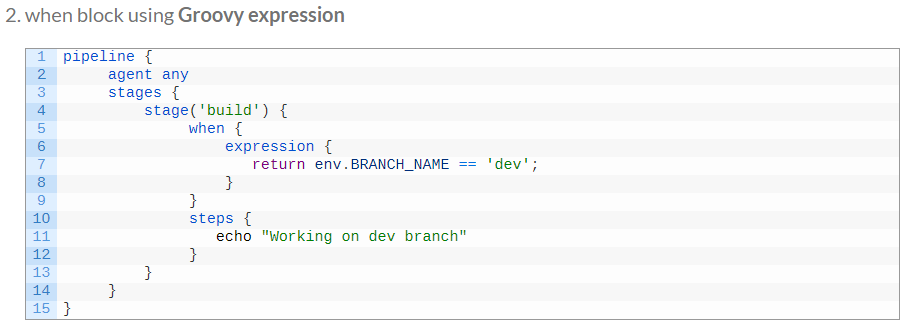 2. when block using Groovy expression
1 pipeline {
2 agent any
3 stages {
4 stage('build') {
5 when {
6 expression {
7 return env.BRANCH_NAME == 'dev';
8 }
9 }
10 steps {
11 echo "Working on dev branch"
12 }
13 }
14 }
15 }